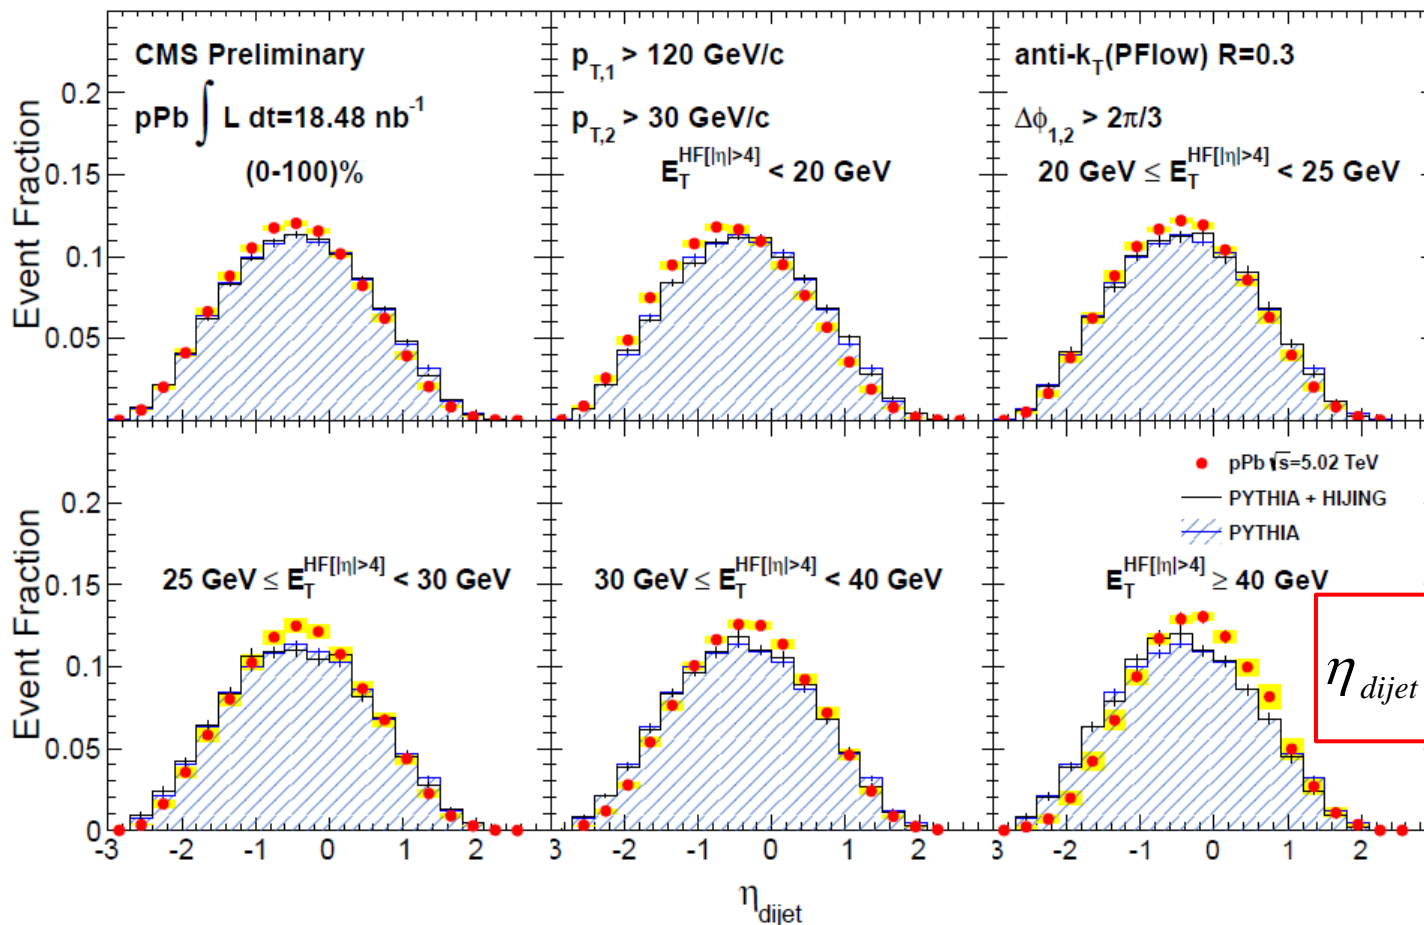 CMS Preliminary
pPb ∫ L dt=18.48 nb⁻¹
(0-100)%
p_T,1 > 120 GeV/c
p_T,2 > 30 GeV/c
E_T^HF[|η|>4] < 20 GeV
anti-k_T(PFlow) R=0.3
Δϕ_1,2 > 2π/3
20 GeV ≤ E_T^HF[|η|>4] < 25 GeV
Event Fraction
0.2
0.15
0.1
0.05
25 GeV ≤ E_T^HF[|η|>4] < 30 GeV
30 GeV ≤ E_T^HF[|η|>4] < 40 GeV
pPb √s=5.02 TeV
PYTHIA + HIJING
PYTHIA
E_T^HF[|η|>4] ≥ 40 GeV
η_dijet
Event Fraction
0.2
0.15
0.1
0.05
0
-3 -2 -1 0 1 2
3 -2 -1 0 1 2
3 -2 -1 0 1 2
η_dijet